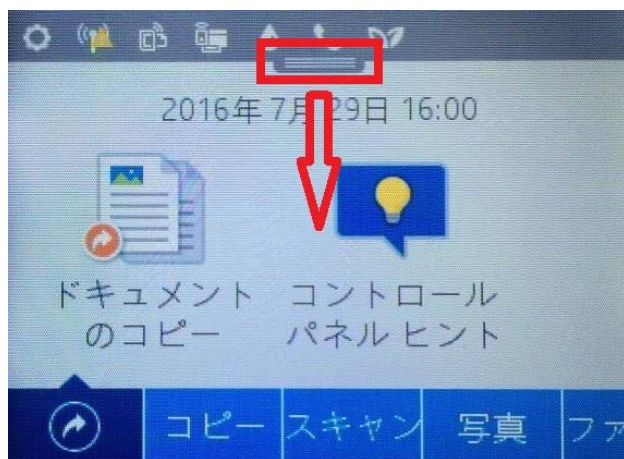 2016年7月29日 16:00
ドキュメント
のコピー
コントロール
パネル ヒント
コピー
スキャン
写真
ファ